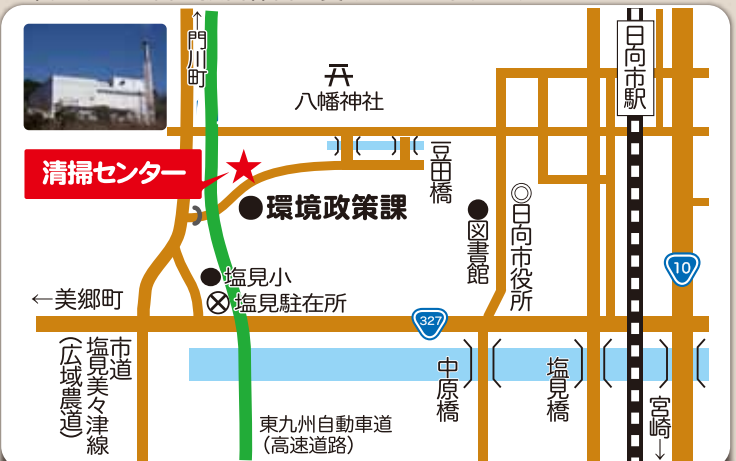 ↑門川町
八幡神社
日向市駅
清掃センター
豆田橋
●環境政策課
●図書館
◎日向市役所
10
●塩見小
←美郷町
塩見駐在所
327
市道
塩見美々津線
(広域農道)
中原橋
塩見橋
宮崎→
東九州自動車道
(高速道路)